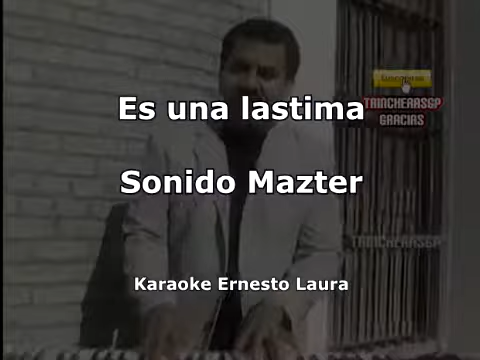 Es una lastima
TRINCHERASGP
GRACIAS
Sonido Mazter
TRINCHERASGP
Karaoke Ernesto Laura